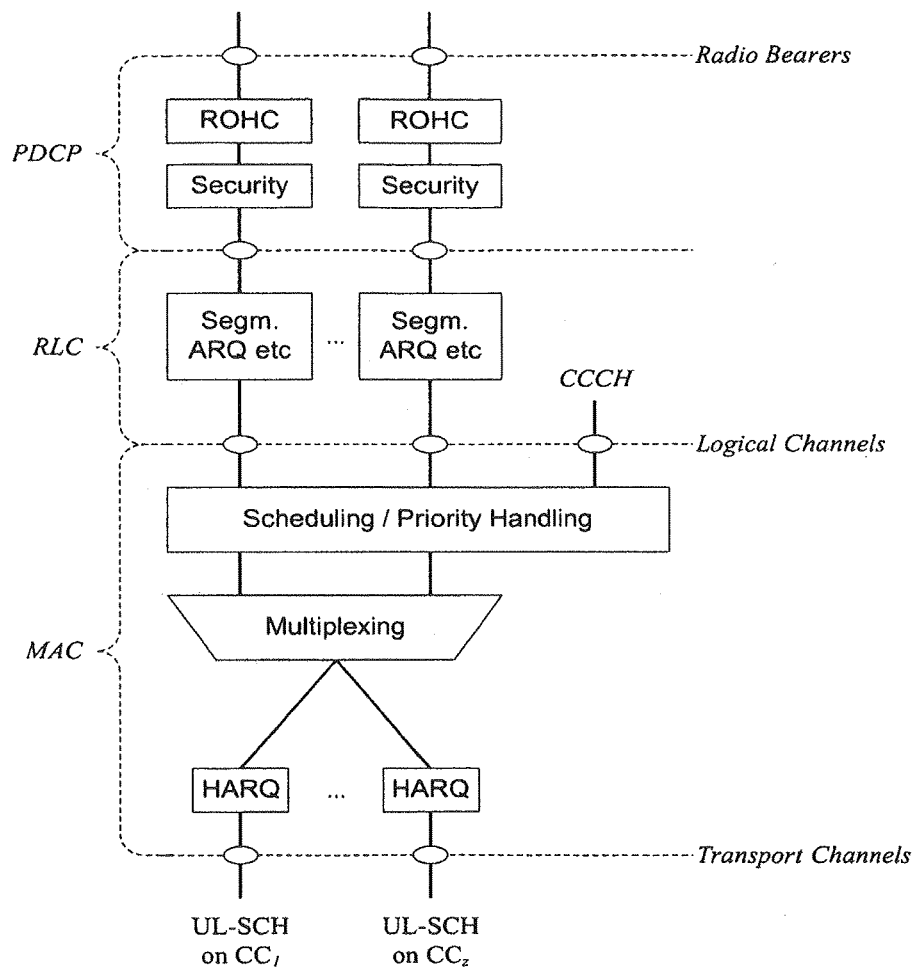 Radio Bearers
ROHC
ROHC
PDCP
Security
Security
Segm.
ARQ etc
...
Segm.
ARQ etc
RLC
CCCH
Logical Channels
Scheduling / Priority Handling
Multiplexing
MAC
HARQ
...
HARQ
Transport Channels
UL-SCH
on CC₁
UL-SCH
on CC_z